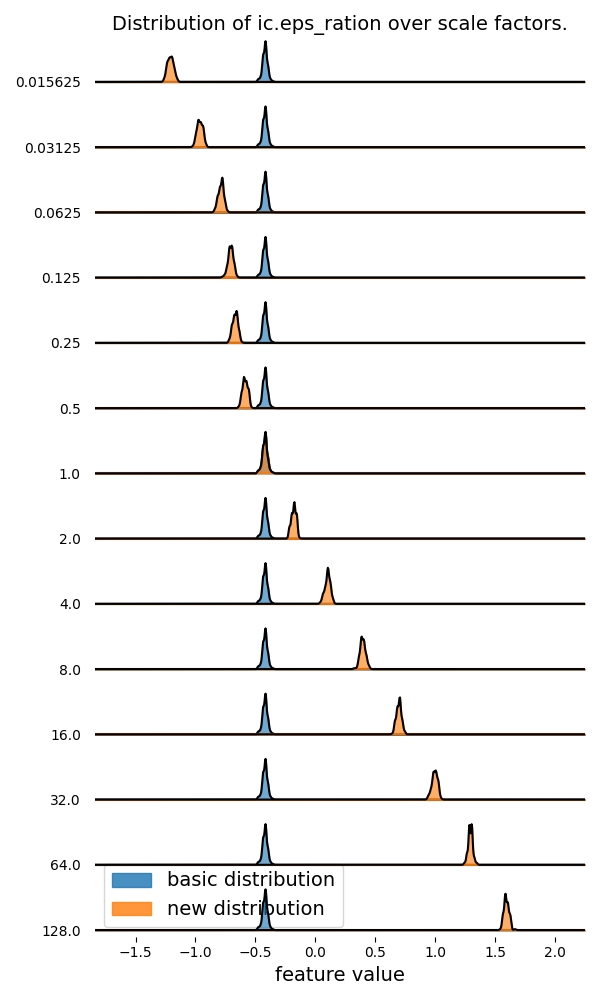 Distribution of ic.eps_ration over scale factors.
0.015625
0.03125
0.0625
0.125
0.25
0.5
1.0
2.0
4.0
8.0
16.0
32.0
64.0
basic distribution
new distribution
128.0
−1.5 −1.0 −0.5 0.0 0.5 1.0 1.5 2.0
feature value